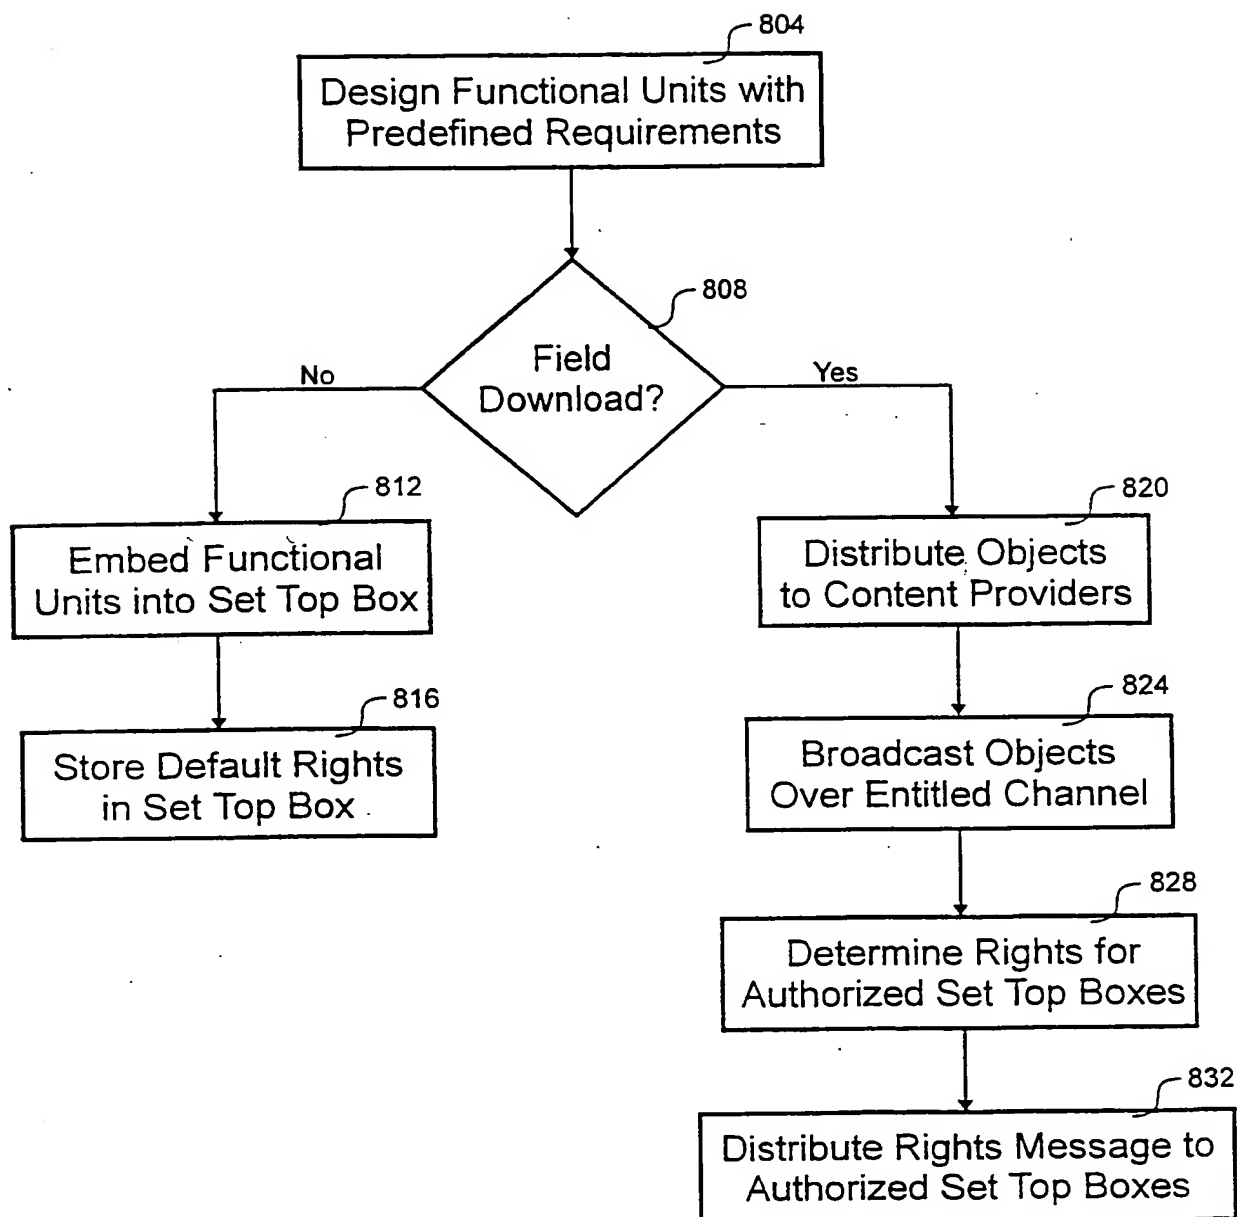 804
Design Functional Units with
Predefined Requirements
808
Field
Download?
No
Yes
812
Embed Functional
Units into Set Top Box
816
Store Default Rights
in Set Top Box
820
Distribute Objects
to Content Providers
824
Broadcast Objects
Over Entitled Channel
828
Determine Rights for
Authorized Set Top Boxes
832
Distribute Rights Message to
Authorized Set Top Boxes